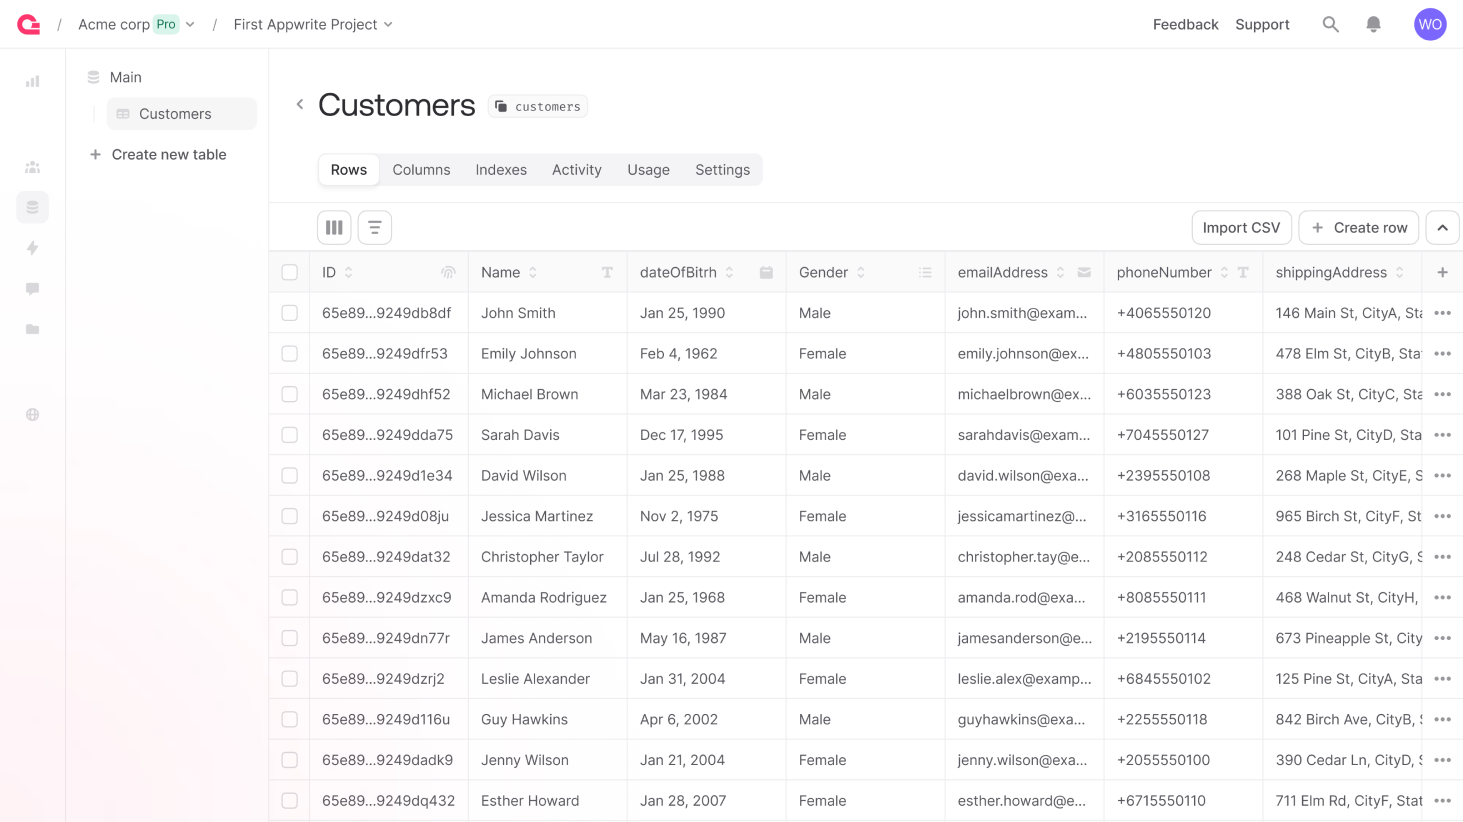 / Acme corp Pro / First Appwrite Project Feedback Support WO
Main
Customers
Create new table
Customers customers
Rows Columns Indexes Activity Usage Settings
Import CSV + Create row
ID Name T dateOfBitrh Gender emailAddress phoneNumber T shippingAddress +
65e89...9249db8df John Smith Jan 25, 1990 Male john.smith@exam... +4065550120 146 Main St, CityA, Sta
65e89...9249dfr53 Emily Johnson Feb 4, 1962 Female emily.johnson@ex... +4805550103 478 Elm St, CityB, Sta
65e89...9249dhf52 Michael Brown Mar 23, 1984 Male michaelbrown@ex... +6035550123 388 Oak St, CityC, Sta
65e89...9249dda75 Sarah Davis Dec 17, 1995 Female sarahdavis@exam... +7045550127 101 Pine St, CityD, Sta
65e89...9249d1e34 David Wilson Jan 25, 1988 Male david.wilson@exa... +2395550108 268 Maple St, CityE, S
65e89...9249d08ju Jessica Martinez Nov 2, 1975 Female jessicamartinez@... +3165550116 965 Birch St, CityF, St
65e89...9249dat32 Christopher Taylor Jul 28, 1992 Male christopher.tay@e... +2085550112 248 Cedar St, CityG, S
65e89...9249dzxc9 Amanda Rodriguez Jan 25, 1968 Female amanda.rod@exa... +8085550111 468 Walnut St, CityH,
65e89...9249dn77r James Anderson May 16, 1987 Male jamesanderson@e... +2195550114 673 Pineapple St, City
65e89...9249dzrj2 Leslie Alexander Jan 31, 2004 Female leslie.alex@examp... +6845550102 125 Pine St, CityA, Sta
65e89...9249d116u Guy Hawkins Apr 6, 2002 Male guyhawkins@exa... +2255550118 842 Birch Ave, CityB, S
65e89...9249dadk9 Jenny Wilson Jan 21, 2004 Female jenny.wilson@exa... +2055550100 390 Cedar Ln, CityD, S
65e89...9249dq432 Esther Howard Jan 28, 2007 Female esther.howard@e... +6715550110 711 Elm Rd, CityF, Stat